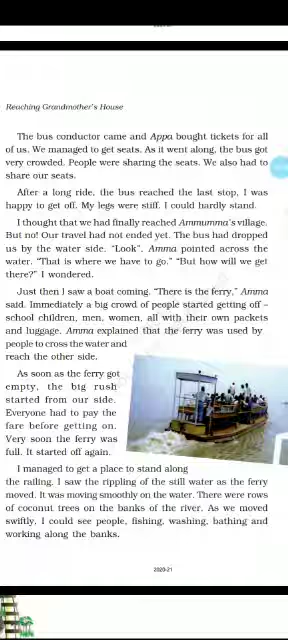 Reaching Grandmother's House
The bus conductor came and Appa bought tickets for all
of us. We managed to get seats. As it went along, the bus got
very crowded. People were sharing the seats. We also had to
share our seats.
After a long ride, the bus reached the last stop, I was
happy to get off. My legs were stiff. I could hardly stand.
I thought that we had finally reached Ammumma's village.
But no! Our travel had not ended yet. The bus had dropped
us by the water side. "Look". Amma pointed across the
water. "That is where we have to go." "But how will we get
there?" I wondered.
Just then I saw a boat coming. "There is the ferry," Amma
said. Immediately a big crowd of people started getting off –
school children, men, women, all with their own packets
and luggage. Amma explained that the ferry was used by
people to cross the water and
reach the other side.
As soon as the ferry got
empty, the big rush
started from our side.
Everyone had to pay the
fare before getting on.
Very soon the ferry was
full. It started off again.
I managed to get a place to stand along
the railing. I saw the rippling of the still water as the ferry
moved. It was moving smoothly on the water. There were rows
of coconut trees on the banks of the river. As we moved
swiftly, I could see people, fishing, washing, bathing and
working along the banks.
2020-21